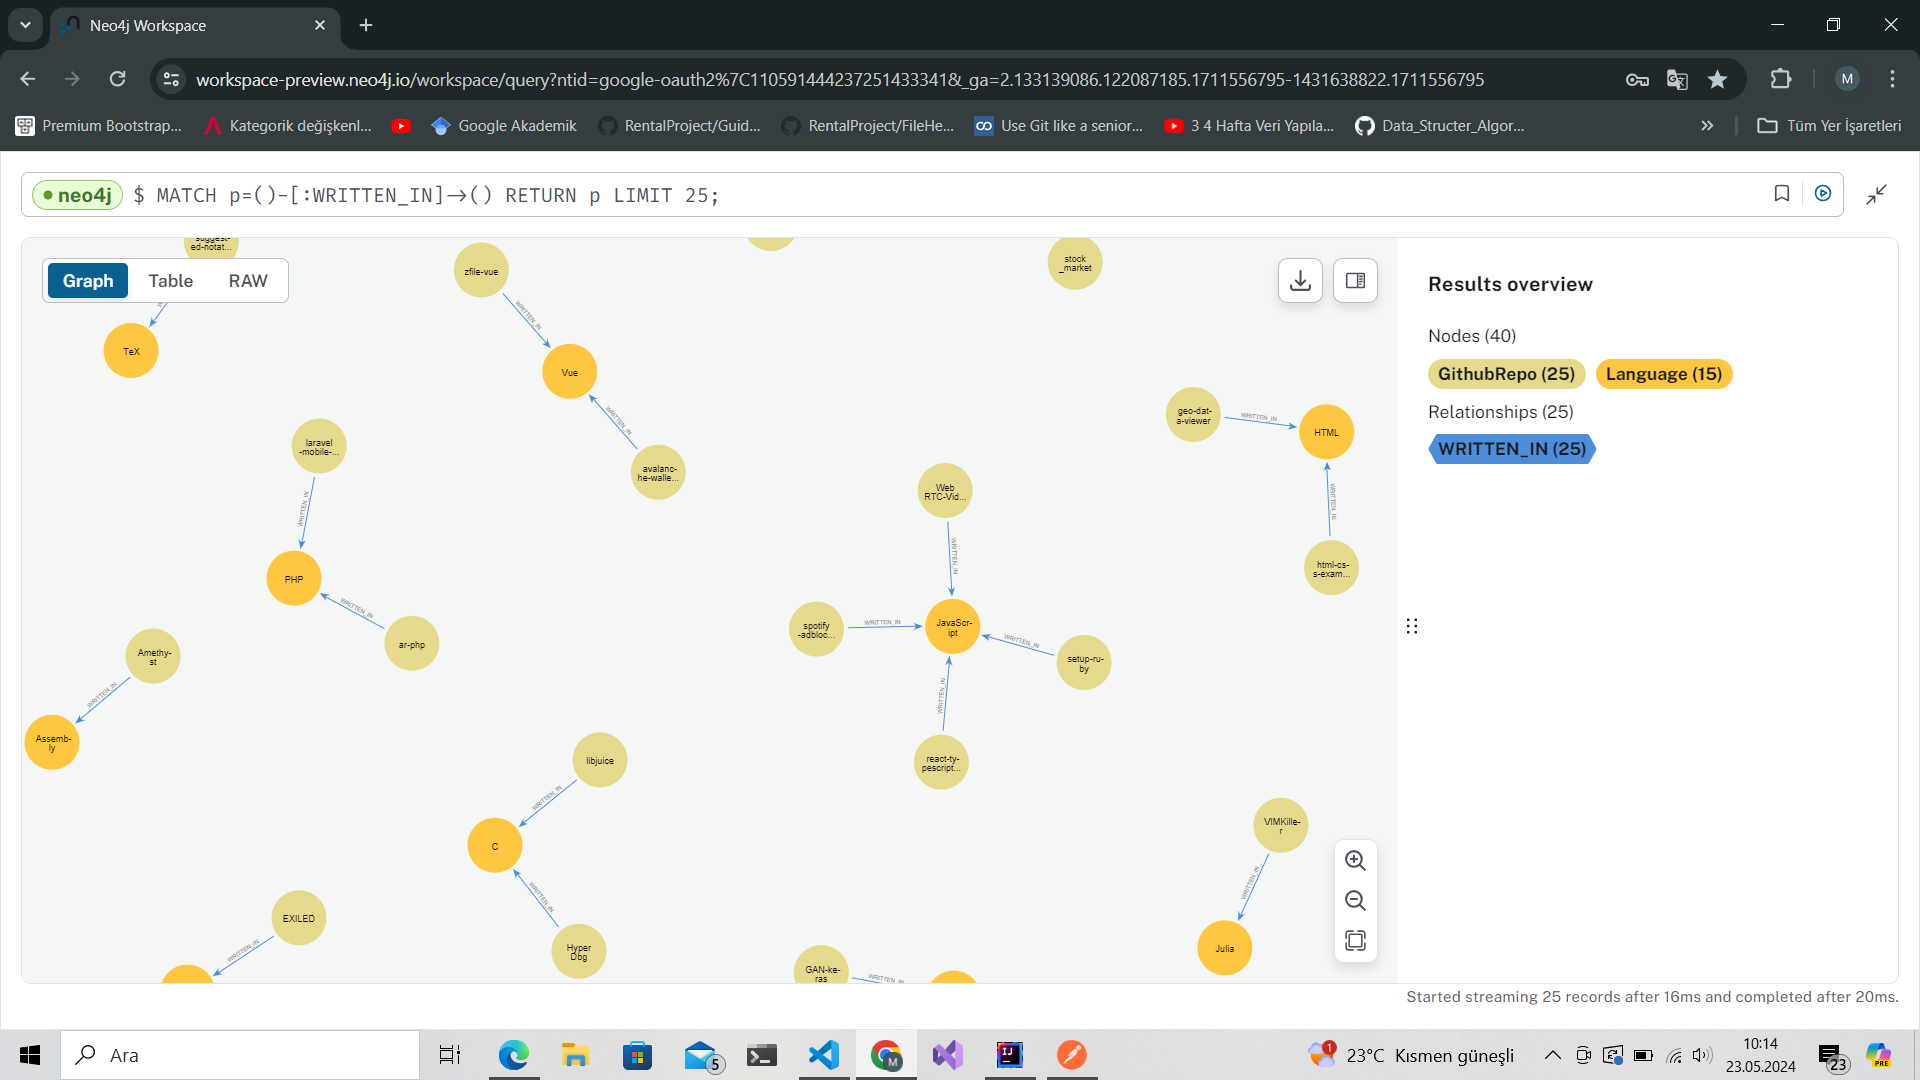 Neo4j Workspace
workspace-preview.neo4j.io/workspace/query?ntid=google-oauth2%7C110591444237251433341&_ga=2.133139086.122087185.1711556795-1431638822.1711556795
M
Premium Bootstrap...
Kategorik değişkenl...
Google Akademik
RentalProject/Guid...
RentalProject/FileHe...
Use Git like a senior...
3 4 Hafta Veri Yapıla...
Data_Structer_Algor...
Tüm Yer İşaretleri
neo4j $ MATCH p=()-[:WRITTEN_IN]->() RETURN p LIMIT 25;
Graph Table RAW
ed-notat...
TeX
zfile-vue
WRITTEN_IN
Vue
WRITTEN_IN
avalanc-
he-walle...
stock
_market
geo-dat-
a-viewer
WRITTEN_IN
HTML
WRITTEN_IN
html-cs-
s-exam...
laravel
-mobile-...
WRITTEN_IN
PHP
WRITTEN_IN
ar-php
Web
RTC-Vid...
WRITTEN_IN
spotify
-adbloc...
WRITTEN_IN
JavaScr-
ipt
WRITTEN_IN
setup-ru-
by
WRITTEN_IN
react-ty-
pescript...
Amethy-
st
WRITTEN_IN
Assemb-
ly
libjuice
WRITTEN_IN
C
WRITTEN_IN
Hyper
Dbg
VIMKille-
r
WRITTEN_IN
Julia
EXILED
WRITTEN_IN
GAN-ke-
ras
WRITTEN_IN
Results overview
Nodes (40)
GithubRepo (25) Language (15)
Relationships (25)
WRITTEN_IN (25)
Started streaming 25 records after 16ms and completed after 20ms.
Ara
5
M
1
23°C Kısmen güneşli
10:14
23.05.2024
23
PRE